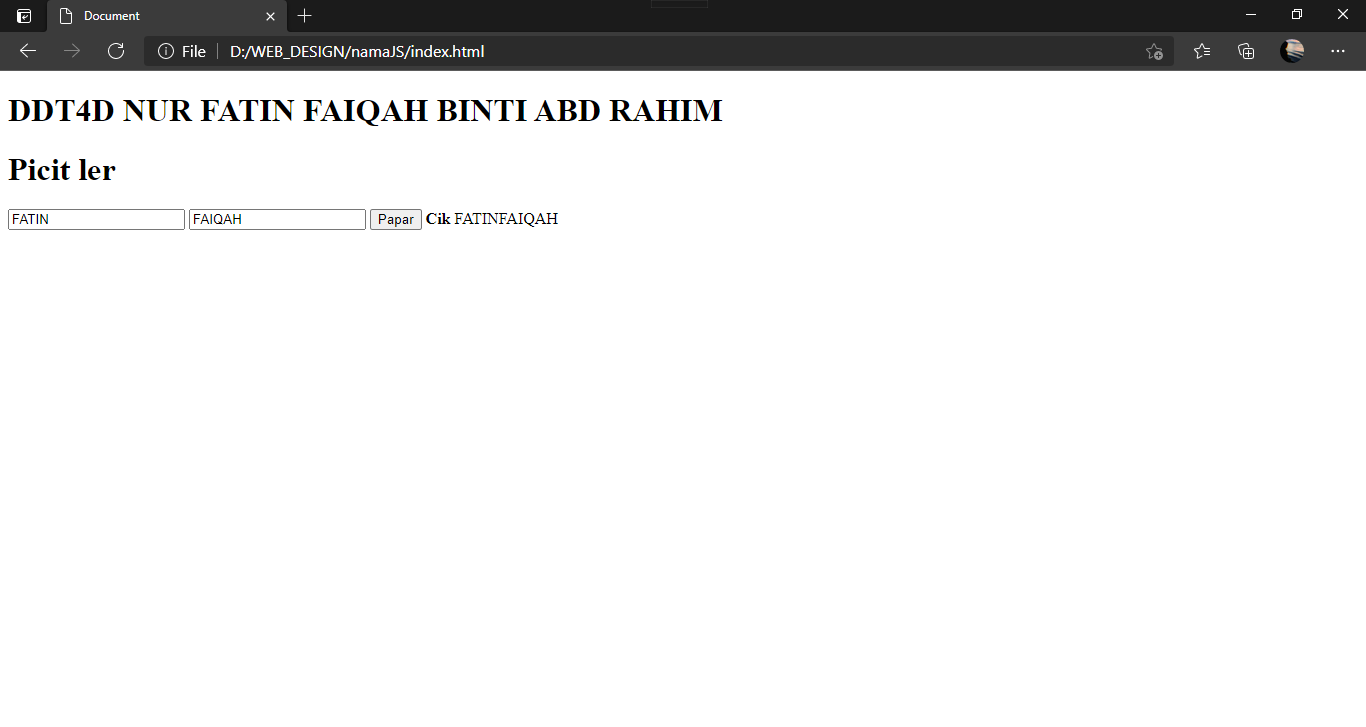 Document
File D:/WEB_DESIGN/namaJS/index.html
DDT4D NUR FATIN FAIQAH BINTI ABD RAHIM
Picit ler
FATIN FAIQAH Papar Cik FATINFAIQAH